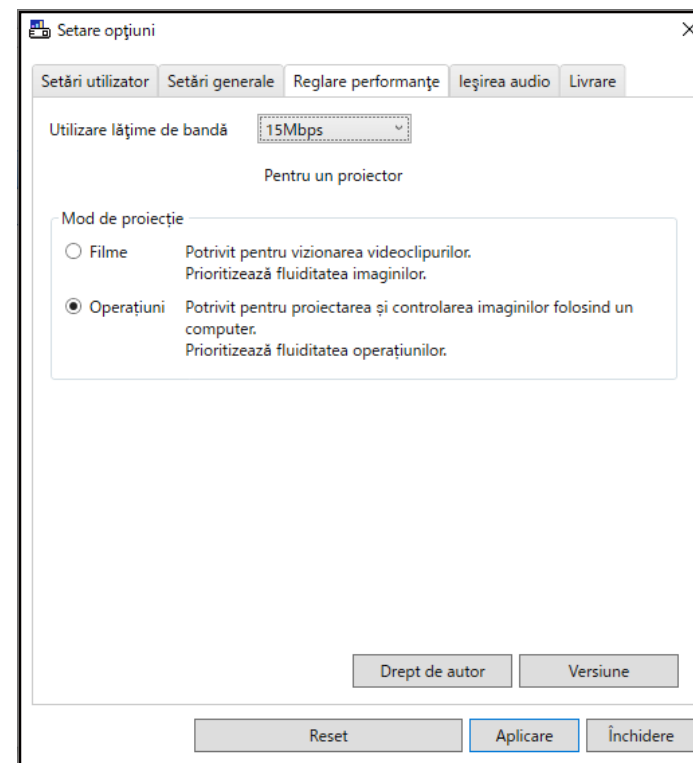 Setare opţiuni
Setări utilizator Setări generale Reglare performanţe Ieşirea audio Livrare
Utilizare lăţime de bandă 15Mbps
Pentru un proiector
Mod de proiecție
Filme Potrivit pentru vizionarea videoclipurilor.
Prioritizează fluiditatea imaginilor.
Operațiuni Potrivit pentru proiectarea și controlarea imaginilor folosind un
computer.
Prioritizează fluiditatea operațiunilor.
Drept de autor Versiune
Reset Aplicare Închidere